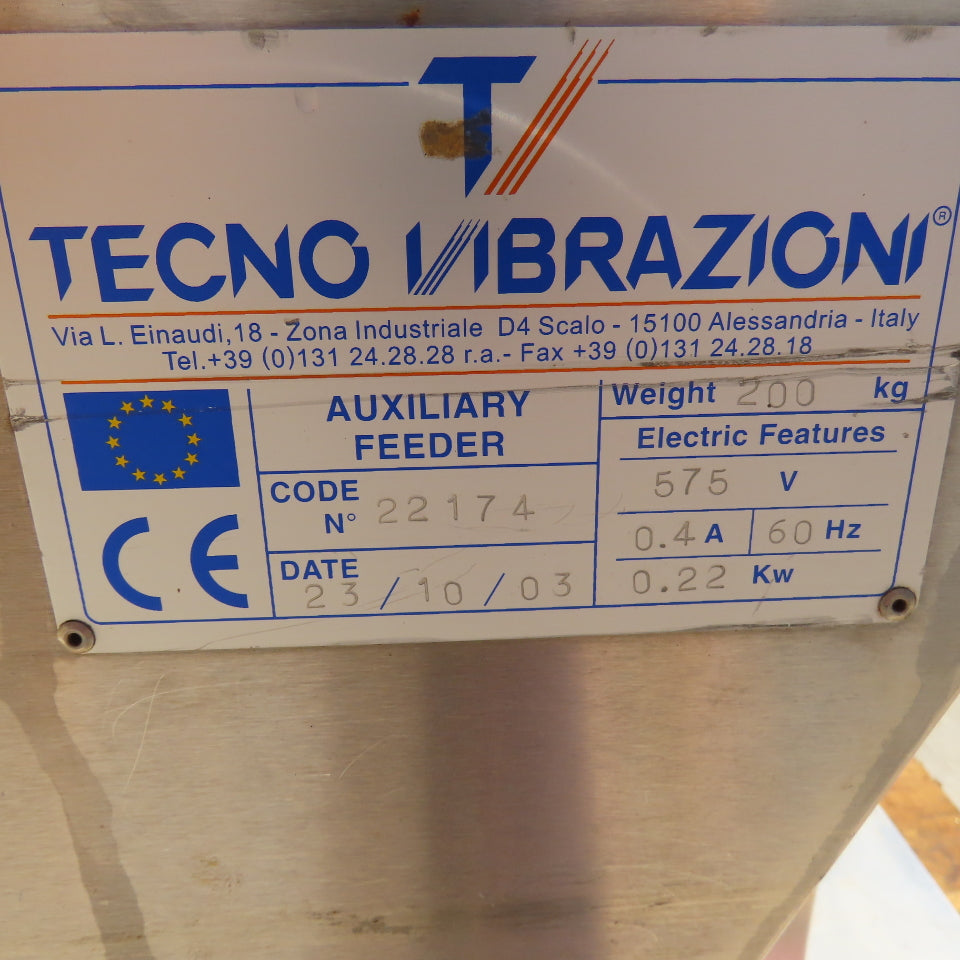 TV
TECNO VIBRAZIONI®
Via L. Einaudi,18 - Zona Industriale D4 Scalo - 15100 Alessandria - Italy
Tel.+39 (0)131 24.28.28 r.a.- Fax +39 (0)131 24.28.18
AUXILIARY
FEEDER
CODE
N° 22174
DATE
23/10/03
Weight 200 kg
Electric Features
575 V
0.4 A 60 Hz
0.22 Kw
CE